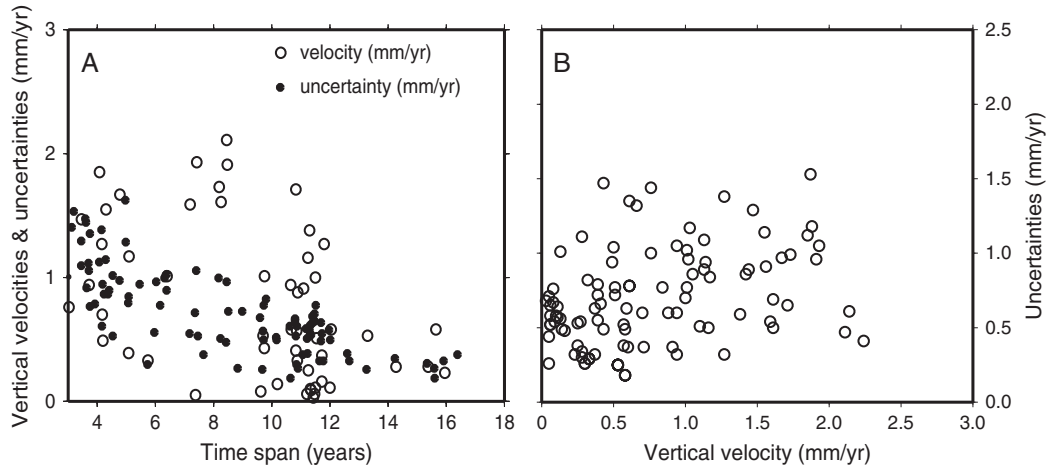 Vertical velocities & uncertainties (mm/yr)
3
2
1
0
A
velocity (mm/yr)
uncertainty (mm/yr)
4 6 8 10 12 14 16 18
Time span (years)
B
2.5
2.0
1.5
1.0
0.5
0.0
Uncertainties (mm/yr)
0 0.5 1.0 1.5 2.0 2.5 3.0
Vertical velocity (mm/yr)